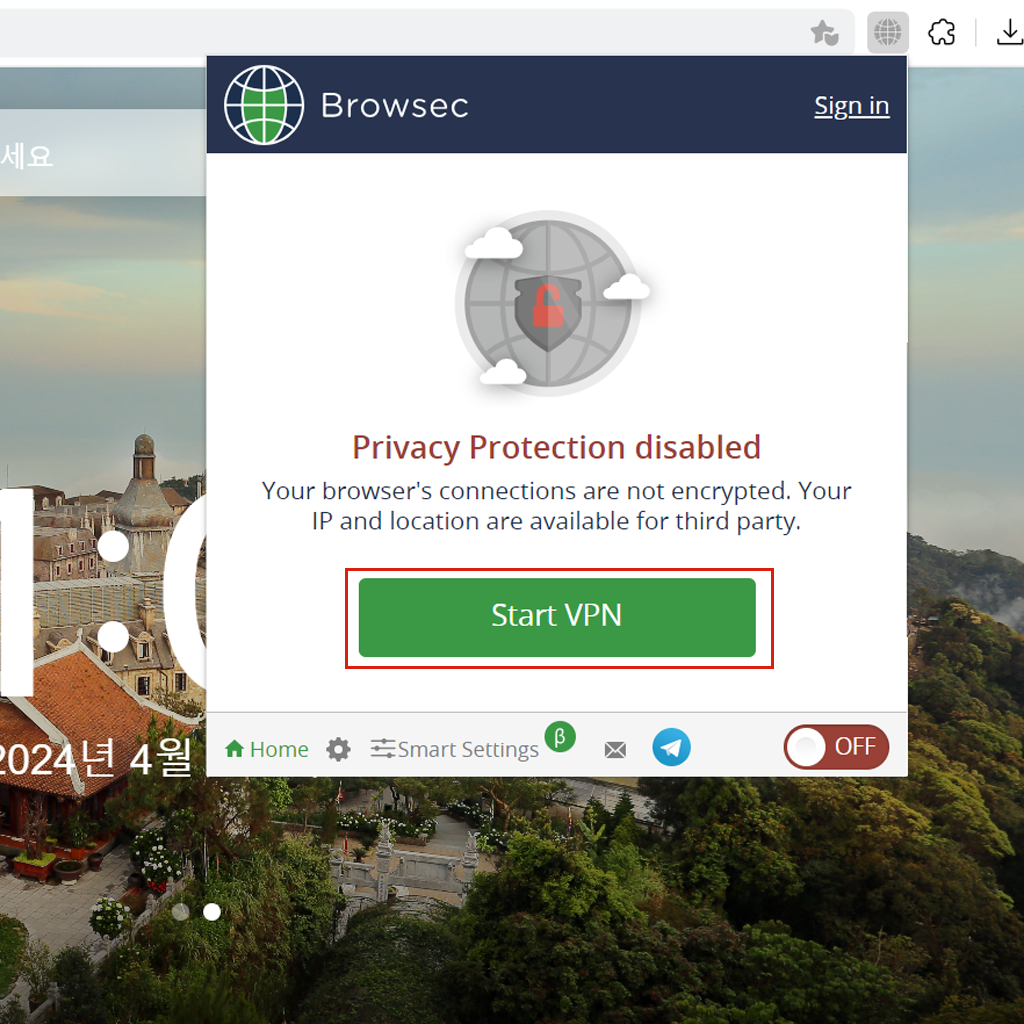 세요
Browsec
Sign in
Privacy Protection disabled
Your browser's connections are not encrypted. Your
IP and location are available for third party.
Start VPN
1:0
2024년 4월
Home
Smart Settings
β
OFF